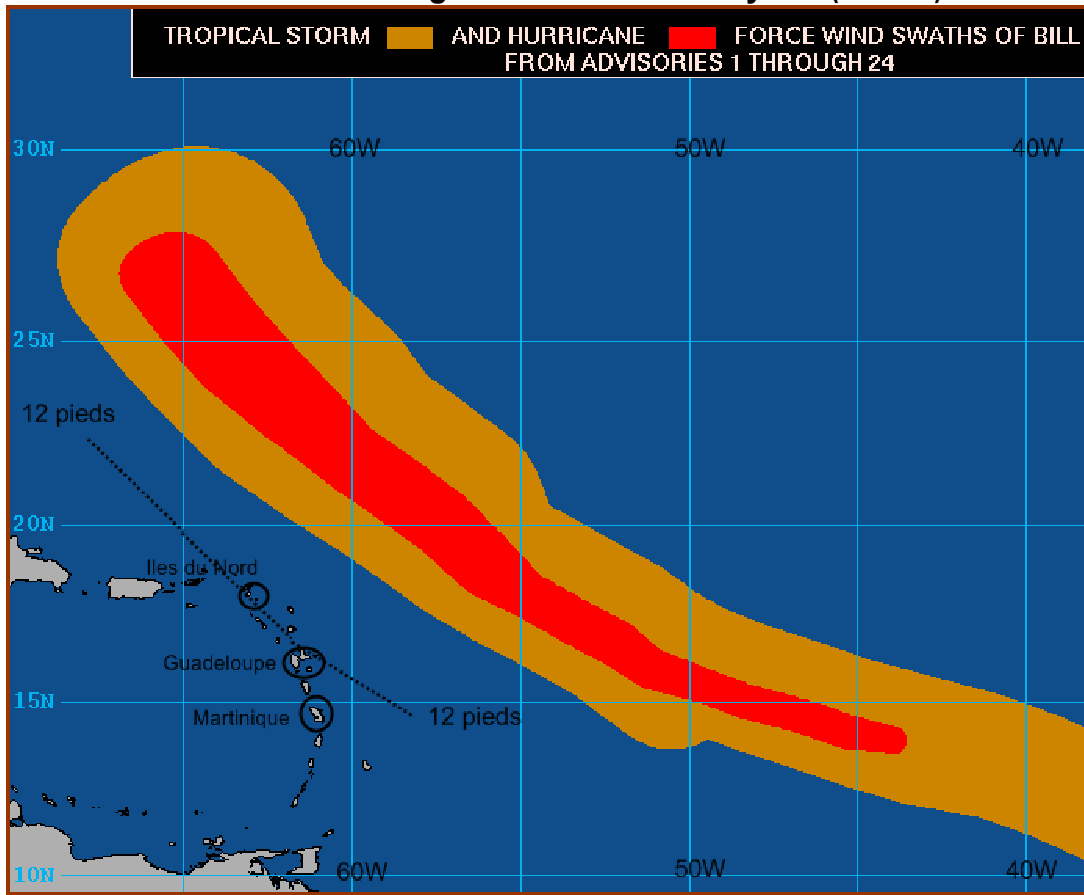 TROPICAL STORM AND HURRICANE FORCE WIND SWATHS OF BILL
FROM ADVISORIES 1 THROUGH 24
30N 60W 50W 40W
25N
12 pieds
20N
Iles du Nord
Guadeloupe
15N
Martinique 12 pieds
10N 60W 50W 40W